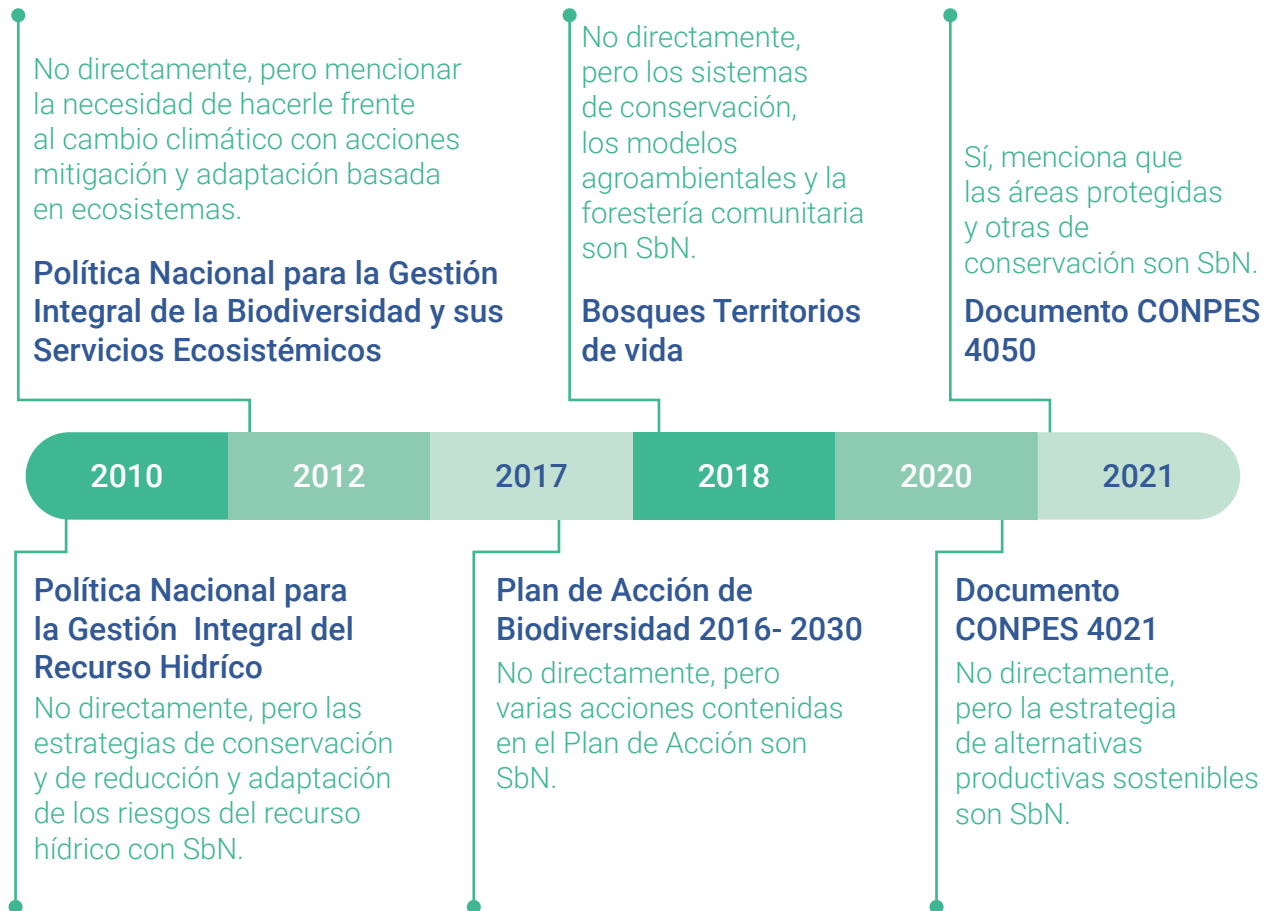 No directamente, pero mencionar
la necesidad de hacerle frente
al cambio climático con acciones
mitigación y adaptación basada
en ecosistemas.
Política Nacional para la Gestión
Integral de la Biodiversidad y sus
Servicios Ecosistémicos
No directamente,
pero los sistemas
de conservación,
los modelos
agroambientales y la
forestería comunitaria
son SbN.
Bosques Territorios
de vida
Sí, menciona que
las áreas protegidas
y otras de
conservación son SbN.
Documento CONPES
4050
2010
2012
2017
2018
2020
2021
Política Nacional para
la Gestión  Integral del
Recurso Hidríco
No directamente, pero las
estrategias de conservación
y de reducción y adaptación
de los riesgos del recurso
hídrico con SbN.
Plan de Acción de
Biodiversidad 2016- 2030
No directamente, pero
varias acciones contenidas
en el Plan de Acción son
SbN.
Documento
CONPES 4021
No directamente,
pero la estrategia
de alternativas
productivas sostenibles
son SbN.